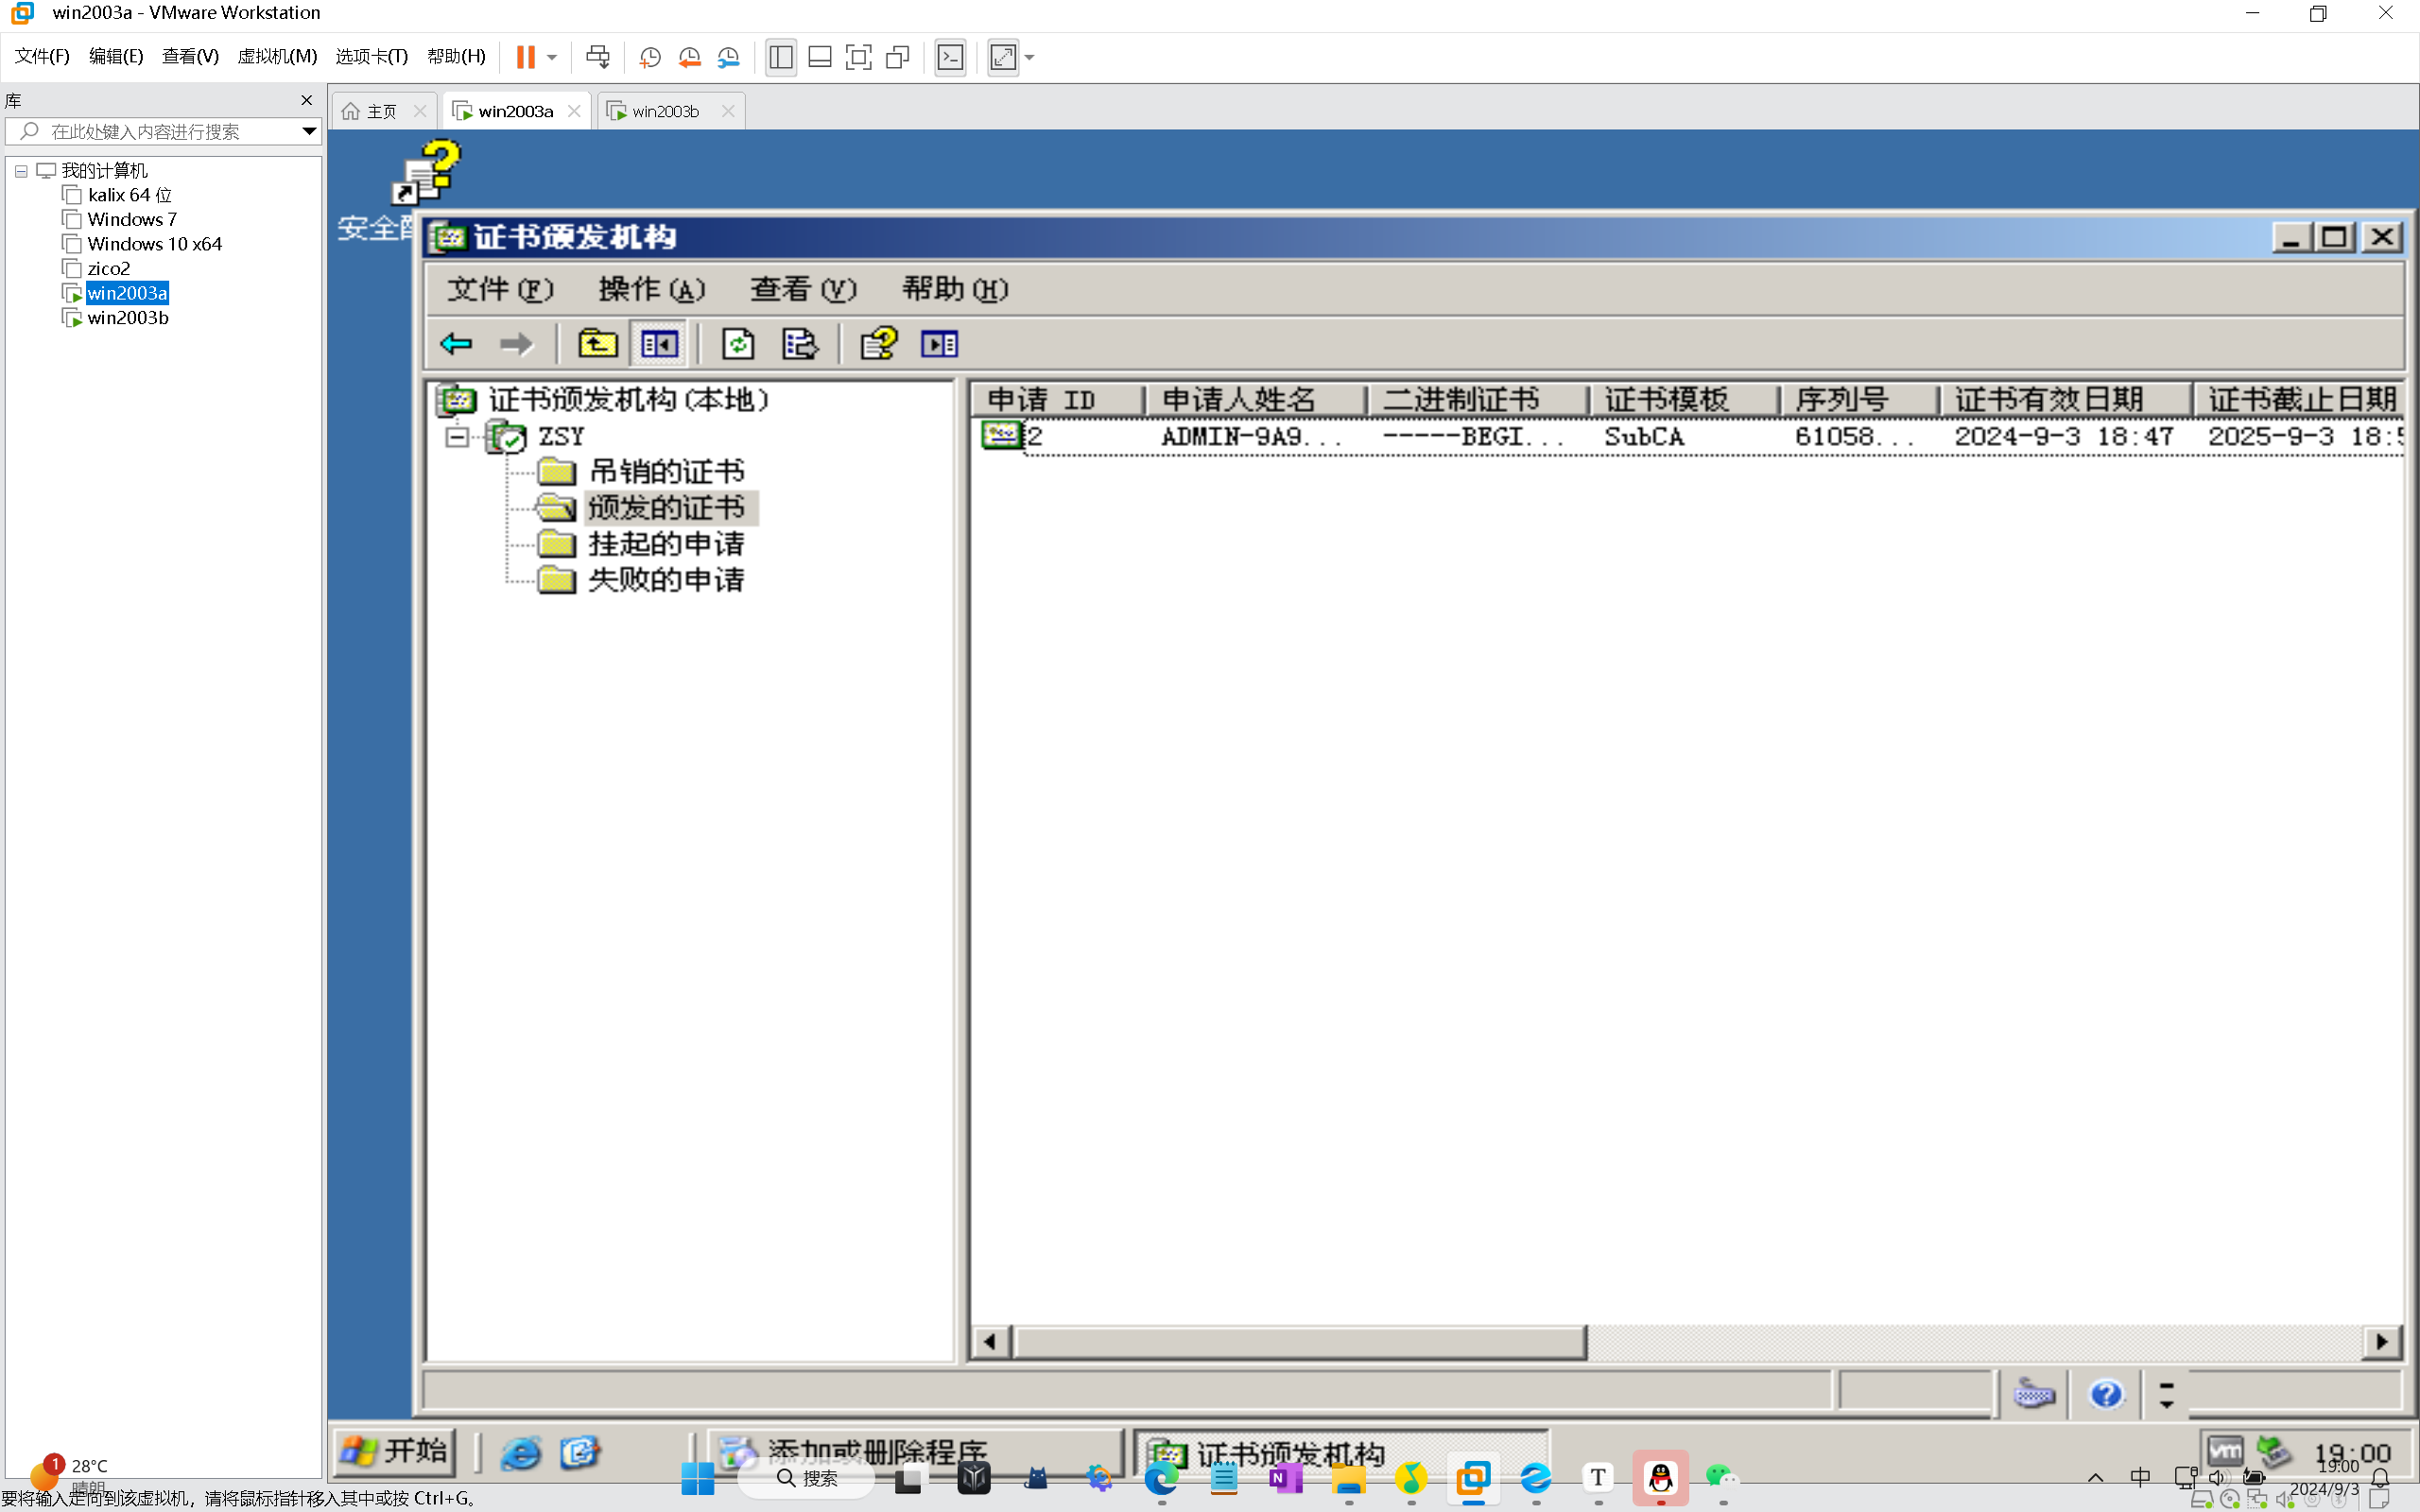 win2003a - VMware Workstation
文件(F) 编辑(E) 查看(V) 虚拟机(M) 选项卡(T) 帮助(H)
库
在此处键入内容进行搜索
我的计算机
kalix 64 位
Windows 7
Windows 10 x64
zico2
win2003a
win2003b
主页 win2003a win2003b
安全
证书颁发机构
文件(F) 操作(A) 查看(V) 帮助(H)
证书颁发机构(本地)
ZSY
吊销的证书
颁发的证书
挂起的申请
失败的申请
申请 ID 申请人姓名 二进制证书 证书模板 序列号 证书有效日期 证书截止日期
2 ADMIN-9A9... -----BEGI... SubCA 61058... 2024-9-3 18:47 2025-9-3 18:5
开始 添加或删除程序 证书颁发机构 19:00
1 28°C
晴朗
搜索
中
19:00
2024/9/3
要将输入定向到该虚拟机，请将鼠标指针移入其中或按 Ctrl+G。